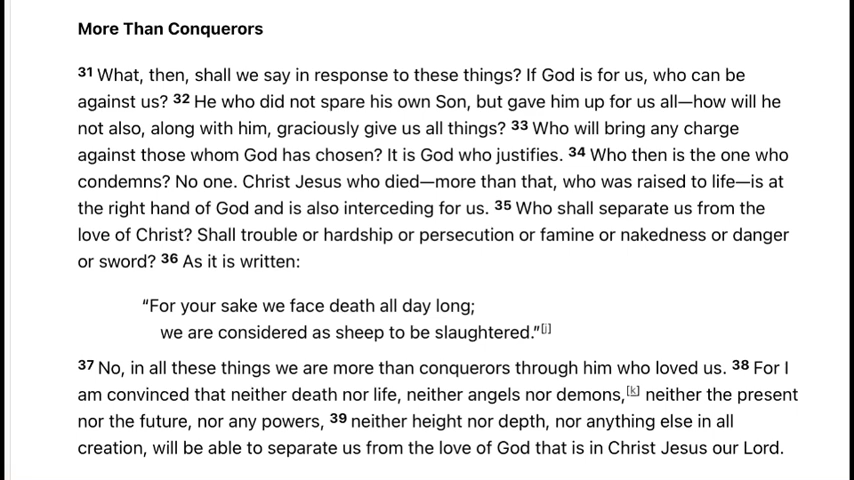 More Than Conquerors
31 What, then, shall we say in response to these things? If God is for us, who can be
against us? 32 He who did not spare his own Son, but gave him up for us all—how will he
not also, along with him, graciously give us all things? 33 Who will bring any charge
against those whom God has chosen? It is God who justifies. 34 Who then is the one who
condemns? No one. Christ Jesus who died—more than that, who was raised to life—is at
the right hand of God and is also interceding for us. 35 Who shall separate us from the
love of Christ? Shall trouble or hardship or persecution or famine or nakedness or danger
or sword? 36 As it is written:
“For your sake we face death all day long;
we are considered as sheep to be slaughtered.”[j]
37 No, in all these things we are more than conquerors through him who loved us. 38 For I
am convinced that neither death nor life, neither angels nor demons,[k] neither the present
nor the future, nor any powers, 39 neither height nor depth, nor anything else in all
creation, will be able to separate us from the love of God that is in Christ Jesus our Lord.